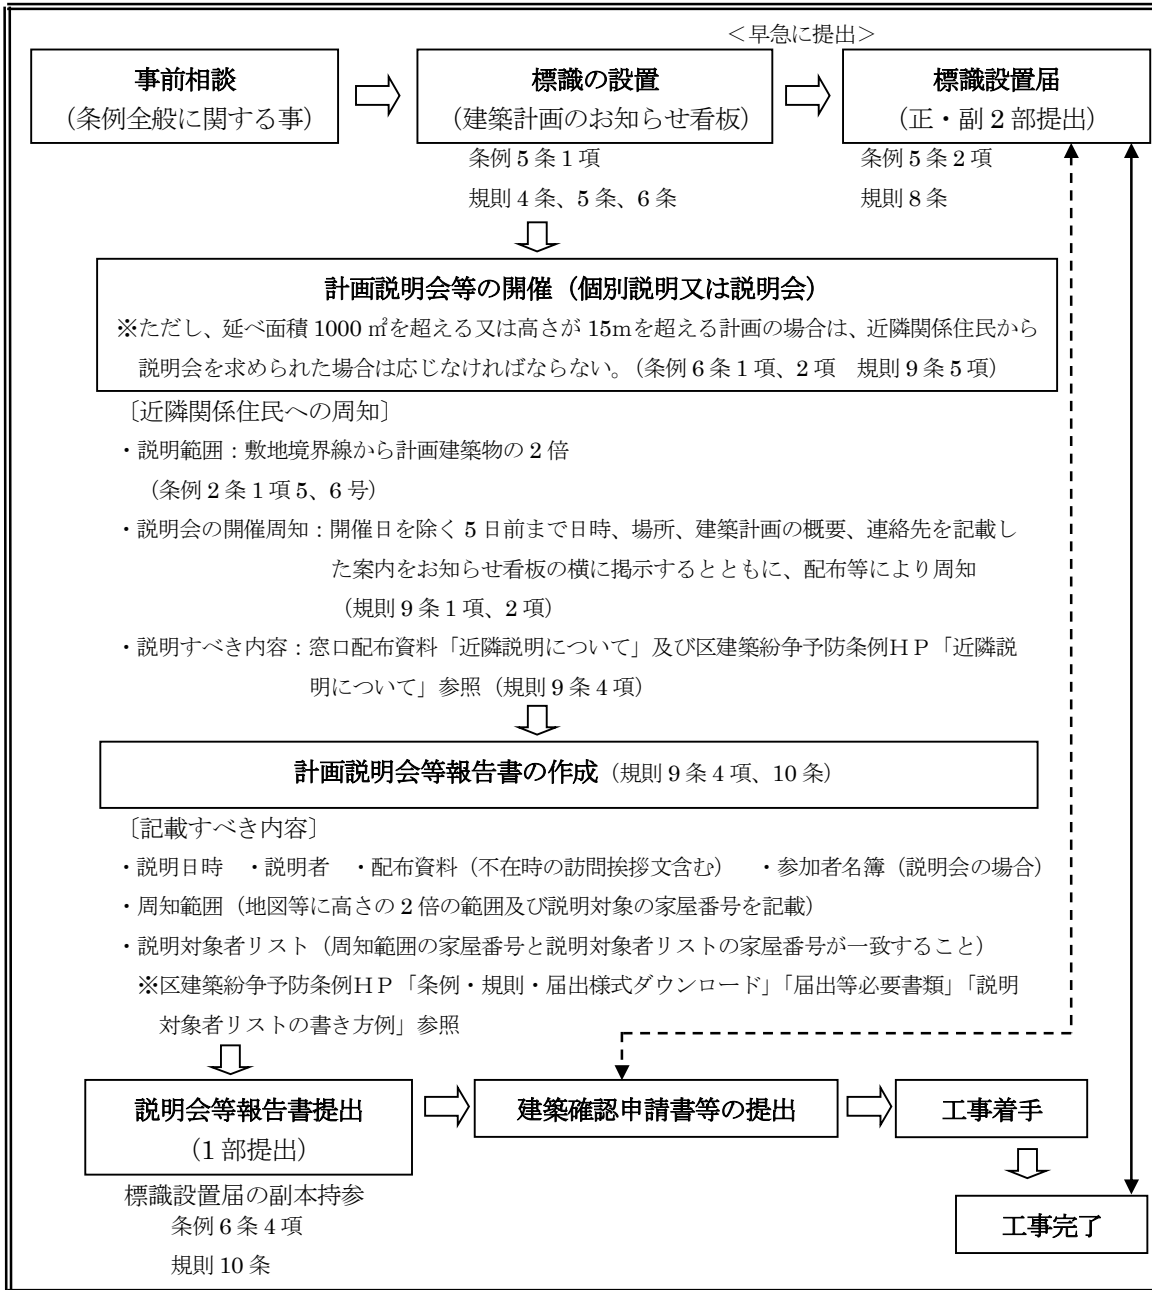 ＜早急に提出＞
事前相談
（条例全般に関する事）
標識の設置
（建築計画のお知らせ看板）
標識設置届
（正・副 2 部提出）
条例 5 条 1 項
規則 4 条、5 条、6 条
条例 5 条 2 項
規則 8 条
計画説明会等の開催（個別説明又は説明会）
※ただし、延べ面積 1000 ㎡を超える又は高さが 15ｍを超える計画の場合は、近隣関係住民から
説明会を求められた場合は応じなければならない。（条例 6 条 1 項、2 項　規則 9 条 5 項）
〔近隣関係住民への周知〕
・説明範囲：敷地境界線から計画建築物の 2 倍
（条例 2 条 1 項 5、6 号）
・説明会の開催周知：開催日を除く 5 日前まで日時、場所、建築計画の概要、連絡先を記載し
た案内をお知らせ看板の横に掲示するとともに、配布等により周知
（規則 9 条 1 項、2 項）
・説明すべき内容：窓口配布資料「近隣説明について」及び区建築紛争予防条例ＨＰ「近隣説
明について」参照（規則 9 条 4 項）
計画説明会等報告書の作成（規則 9 条 4 項、10 条）
〔記載すべき内容〕
・説明日時　・説明者　・配布資料（不在時の訪問挨拶文含む）　・参加者名簿（説明会の場合）
・周知範囲（地図等に高さの 2 倍の範囲及び説明対象の家屋番号を記載）
・説明対象者リスト（周知範囲の家屋番号と説明対象者リストの家屋番号が一致すること）
※区建築紛争予防条例ＨＰ「条例・規則・届出様式ダウンロード」「届出等必要書類」「説明
対象者リストの書き方例」参照
説明会等報告書提出
（1 部提出）
建築確認申請書等の提出
工事着手
標識設置届の副本持参
条例 6 条 4 項
規則 10 条
工事完了